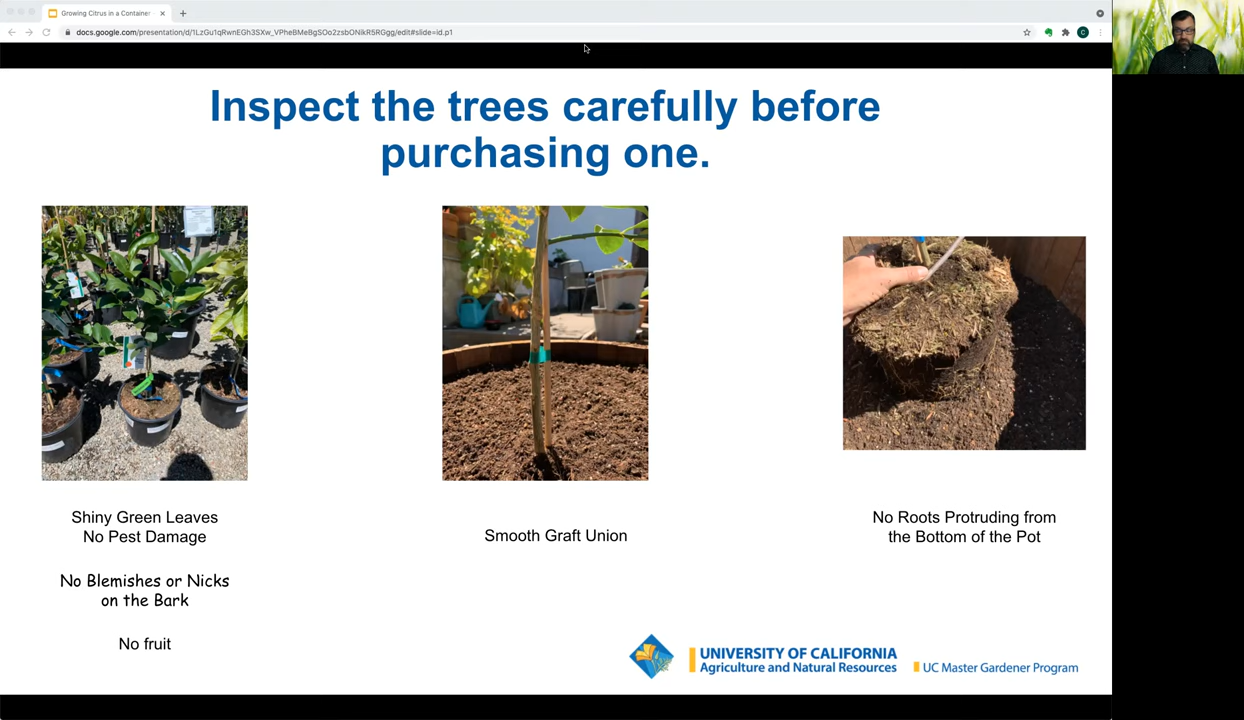 Growing Citrus in a Container
docs.google.com/presentation/d/1LzGu1qRwnEGh3SXw_VPheBMeBgSOo2zsbONikR5RGgg/edit#slide=id.p1
Inspect the trees carefully before
purchasing one.
Shiny Green Leaves
No Pest Damage
No Blemishes or Nicks
on the Bark
No fruit
Smooth Graft Union
No Roots Protruding from
the Bottom of the Pot
UNIVERSITY OF CALIFORNIA
Agriculture and Natural Resources
UC Master Gardener Program